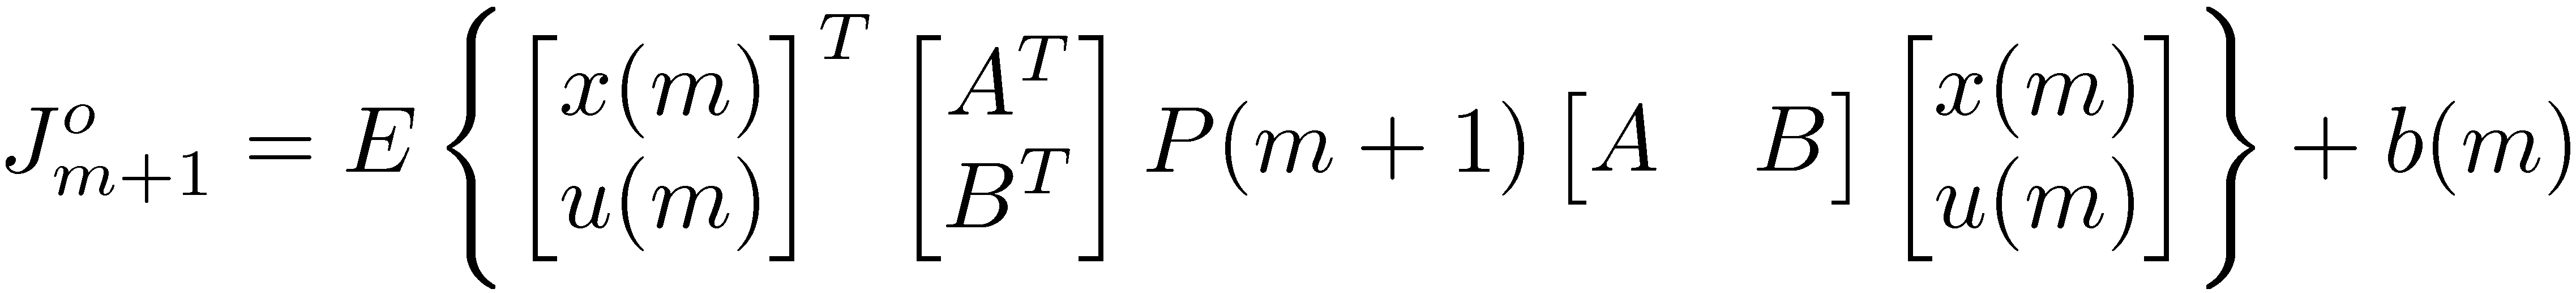 J^o_{m+1} = E \left\{ \begin{bmatrix} x(m) \\ u(m) \end{bmatrix}^T \begin{bmatrix} A^T \\ B^T \end{bmatrix} P(m+1) \begin{bmatrix} A & B \end{bmatrix} \begin{bmatrix} x(m) \\ u(m) \end{bmatrix} \right\} + b(m)